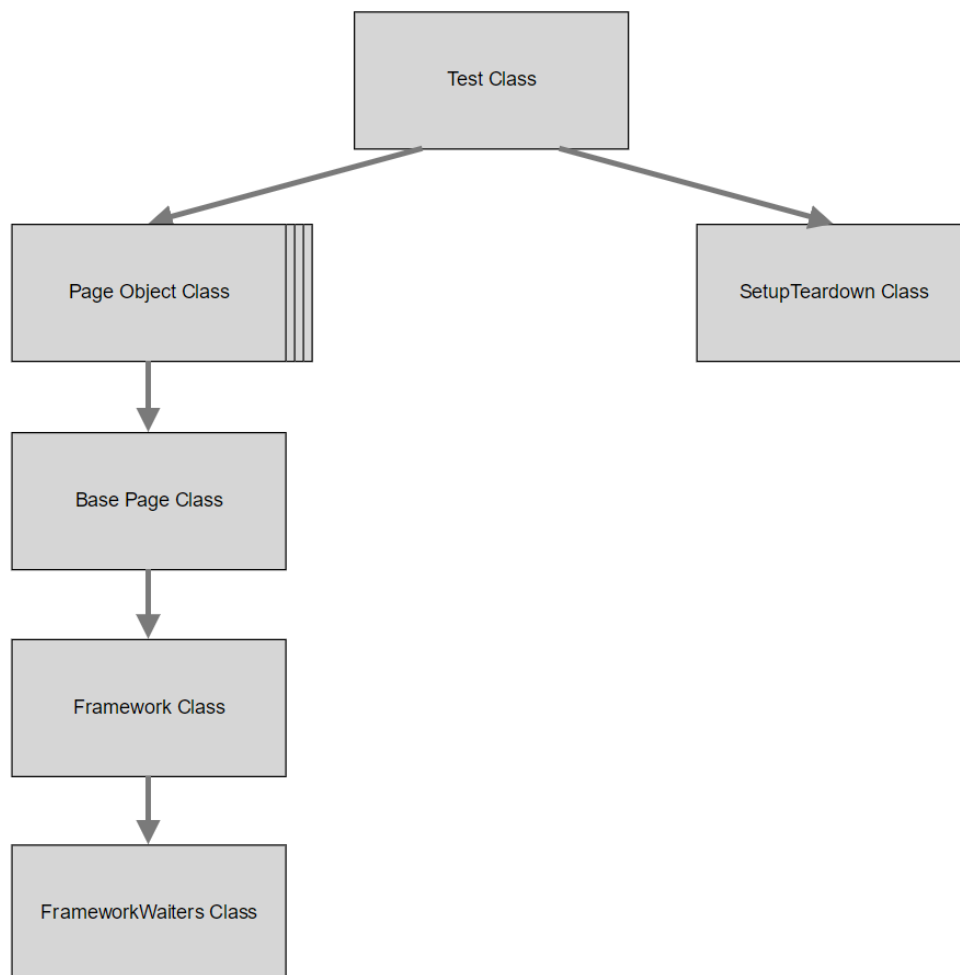 Test Class
Page Object Class
SetupTeardown Class
Base Page Class
Framework Class
FrameworkWaiters Class